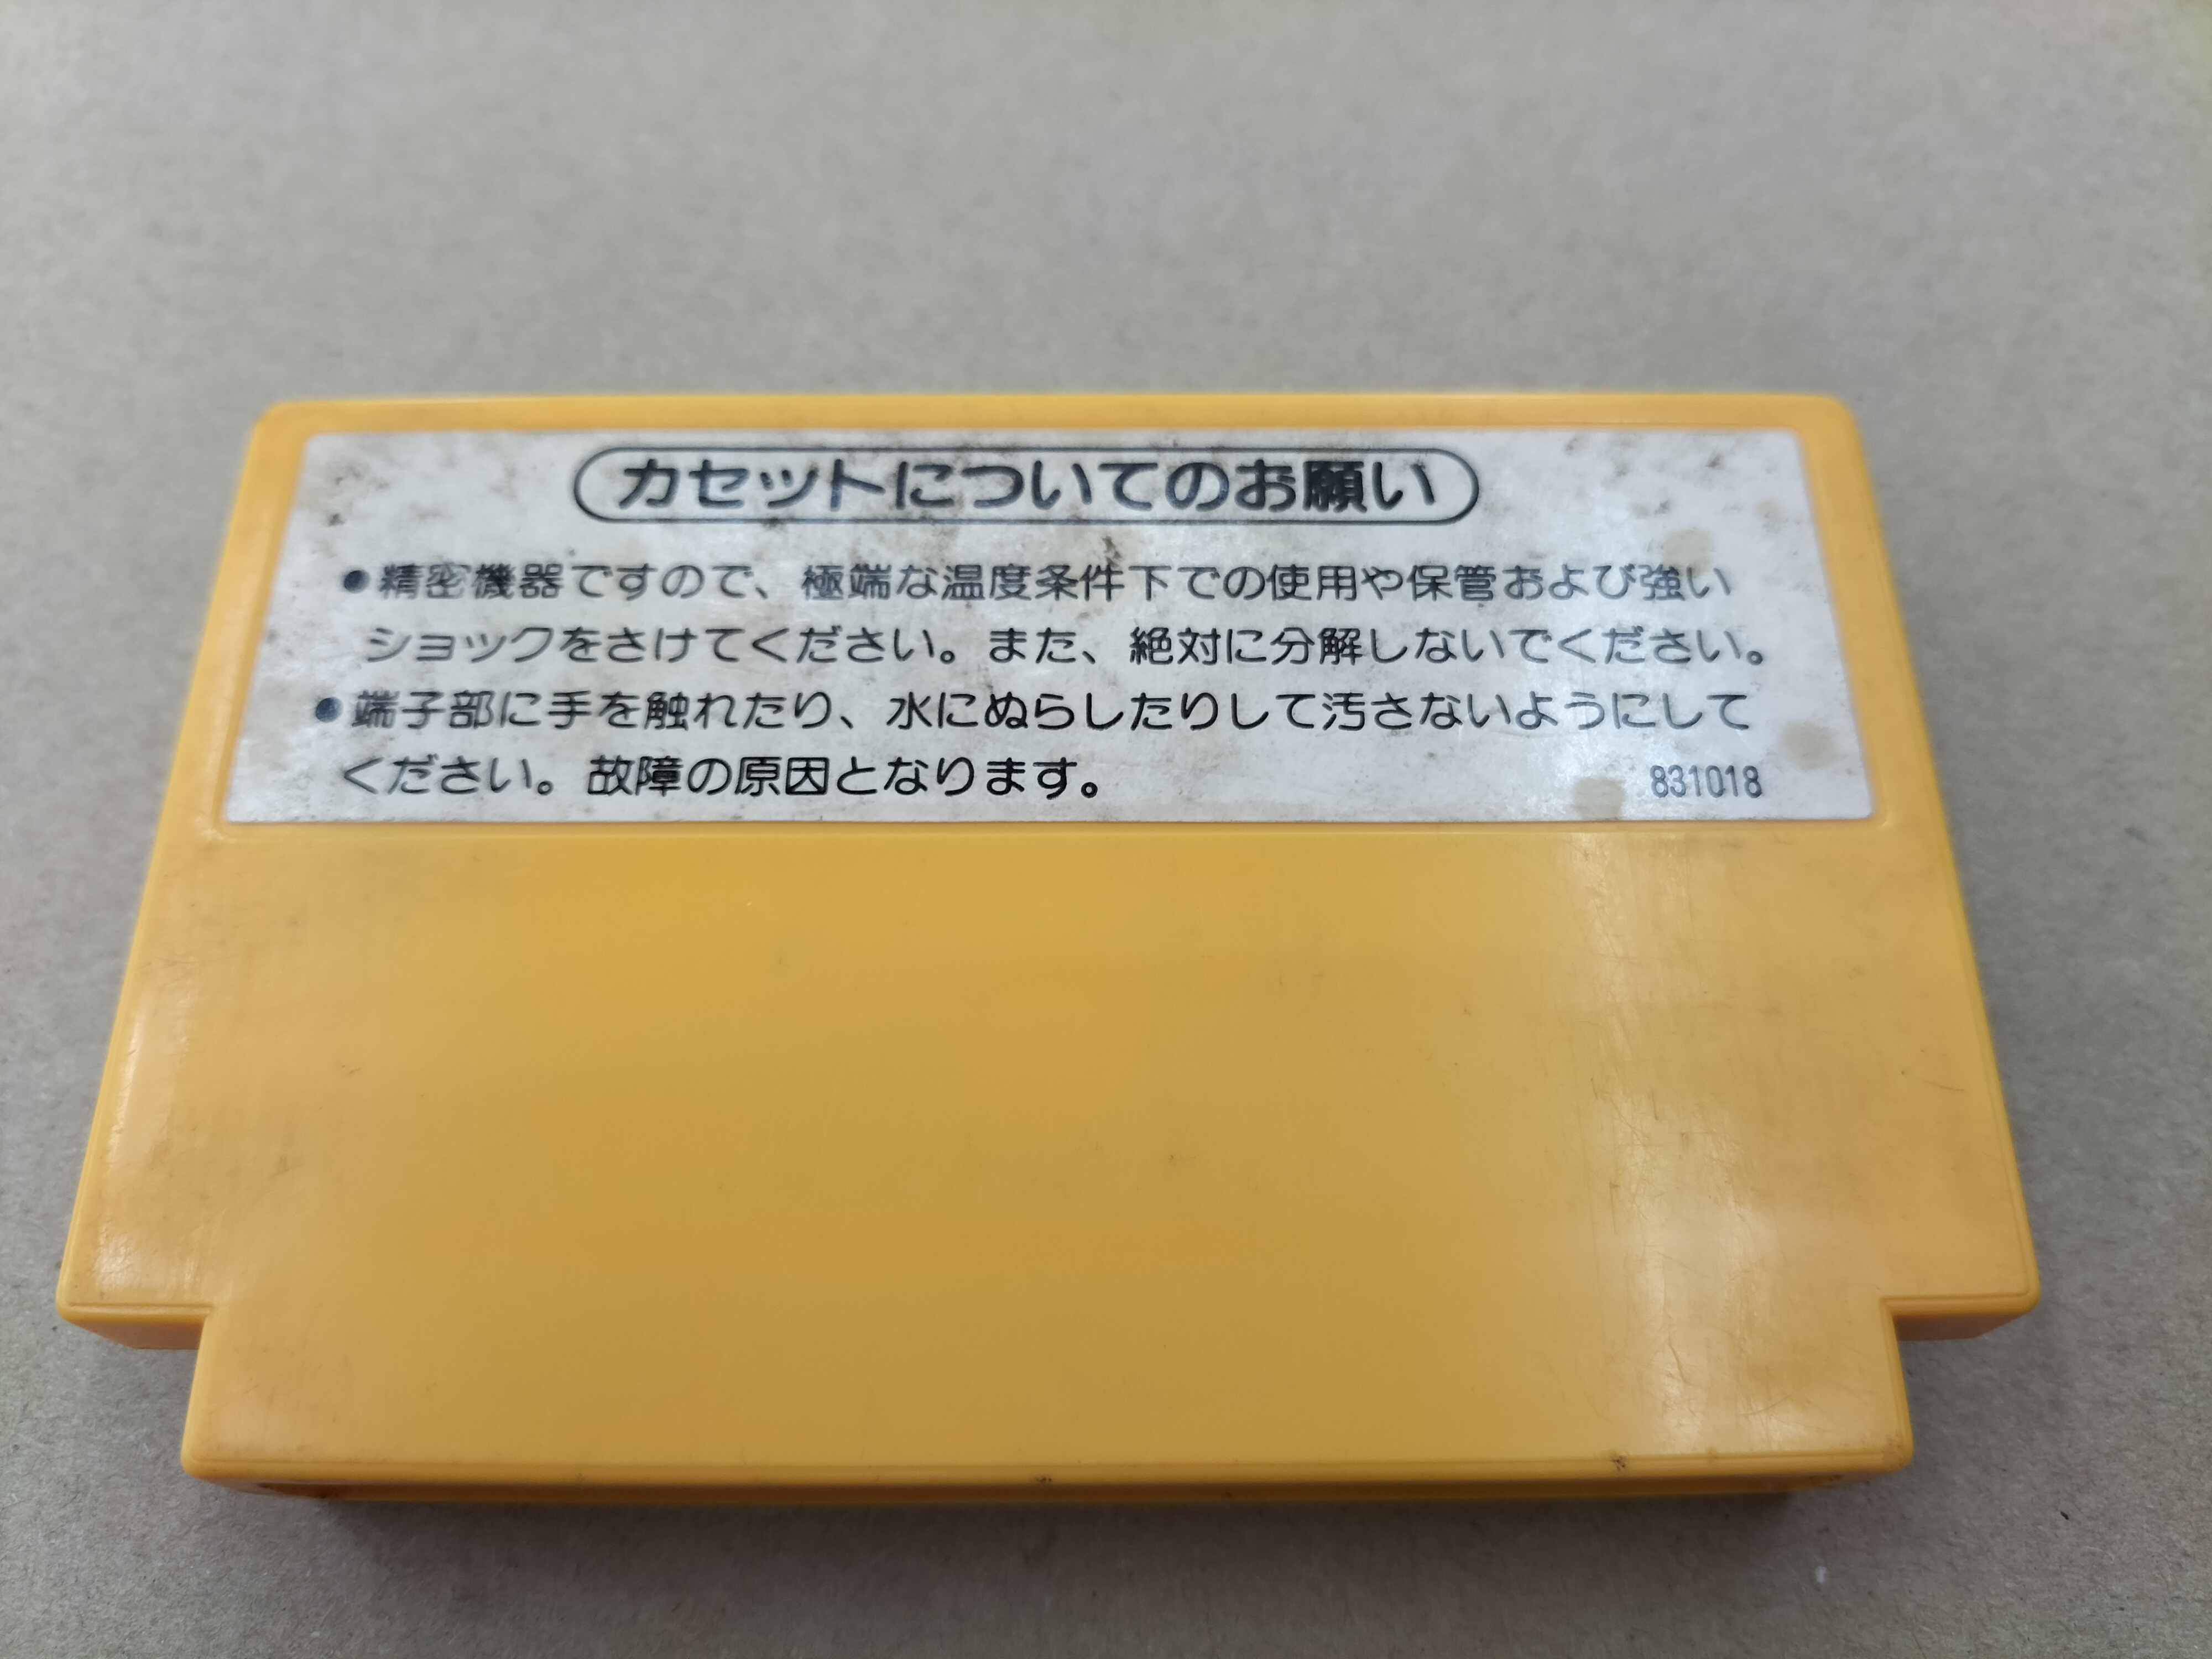 カセットについてのお願い
●精密機器ですので、極端な温度条件下での使用や保管および強い
ショックをさけてください。また、絶対に分解しないでください。
●端子部に手を触れたり、水にぬらしたりして汚さないようにして
ください。故障の原因となります。
831018